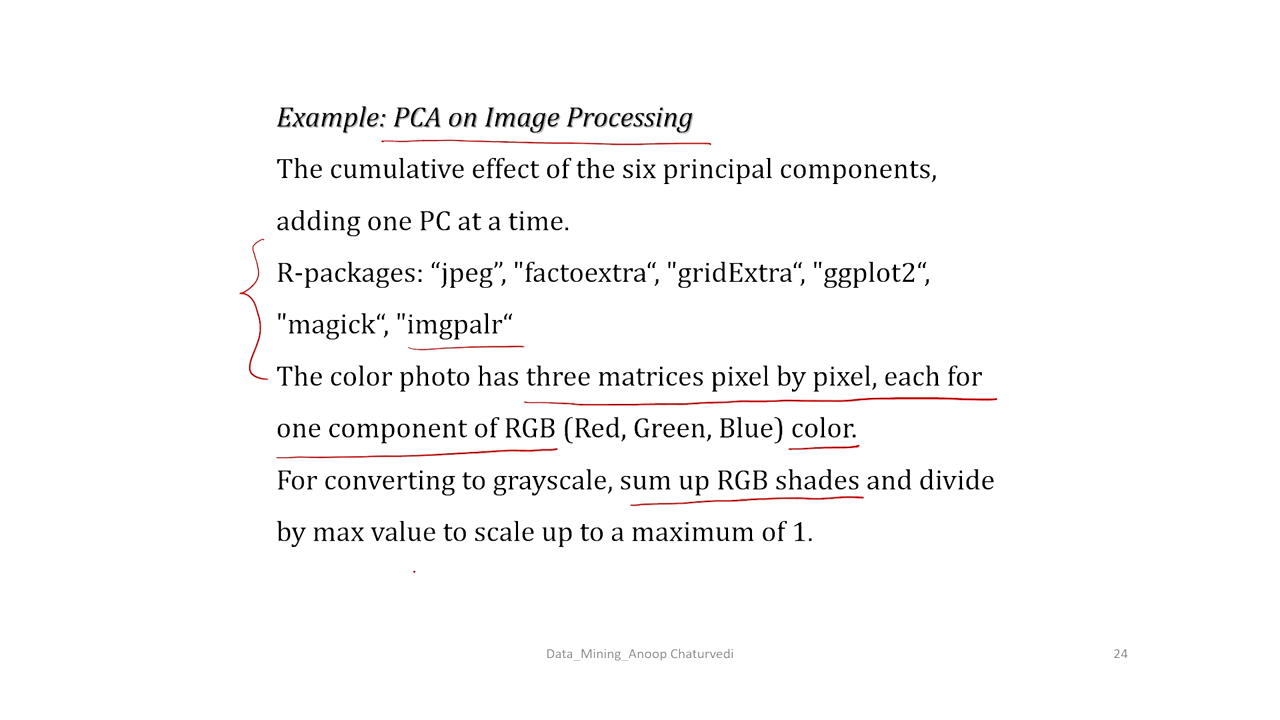 Example: PCA on Image Processing
The cumulative effect of the six principal components,
adding one PC at a time.
R-packages: “jpeg”, "factoextra“, "gridExtra“, "ggplot2“,
"magick“, "imgpalr“
The color photo has three matrices pixel by pixel, each for
one component of RGB (Red, Green, Blue) color.
For converting to grayscale, sum up RGB shades and divide
by max value to scale up to a maximum of 1.
Data_Mining_Anoop Chaturvedi
24